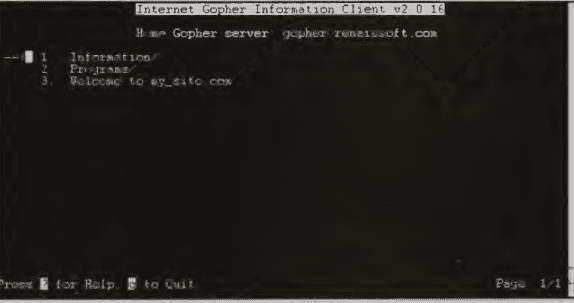 Internet Gopher Information Client v2.0.16
Home Gopher server: gopher.renaissoft.com
--> 1. Information/
2. Programs/
3. Welcome to my_site.com
Press ? for Help, q to Quit
Page: 1/1